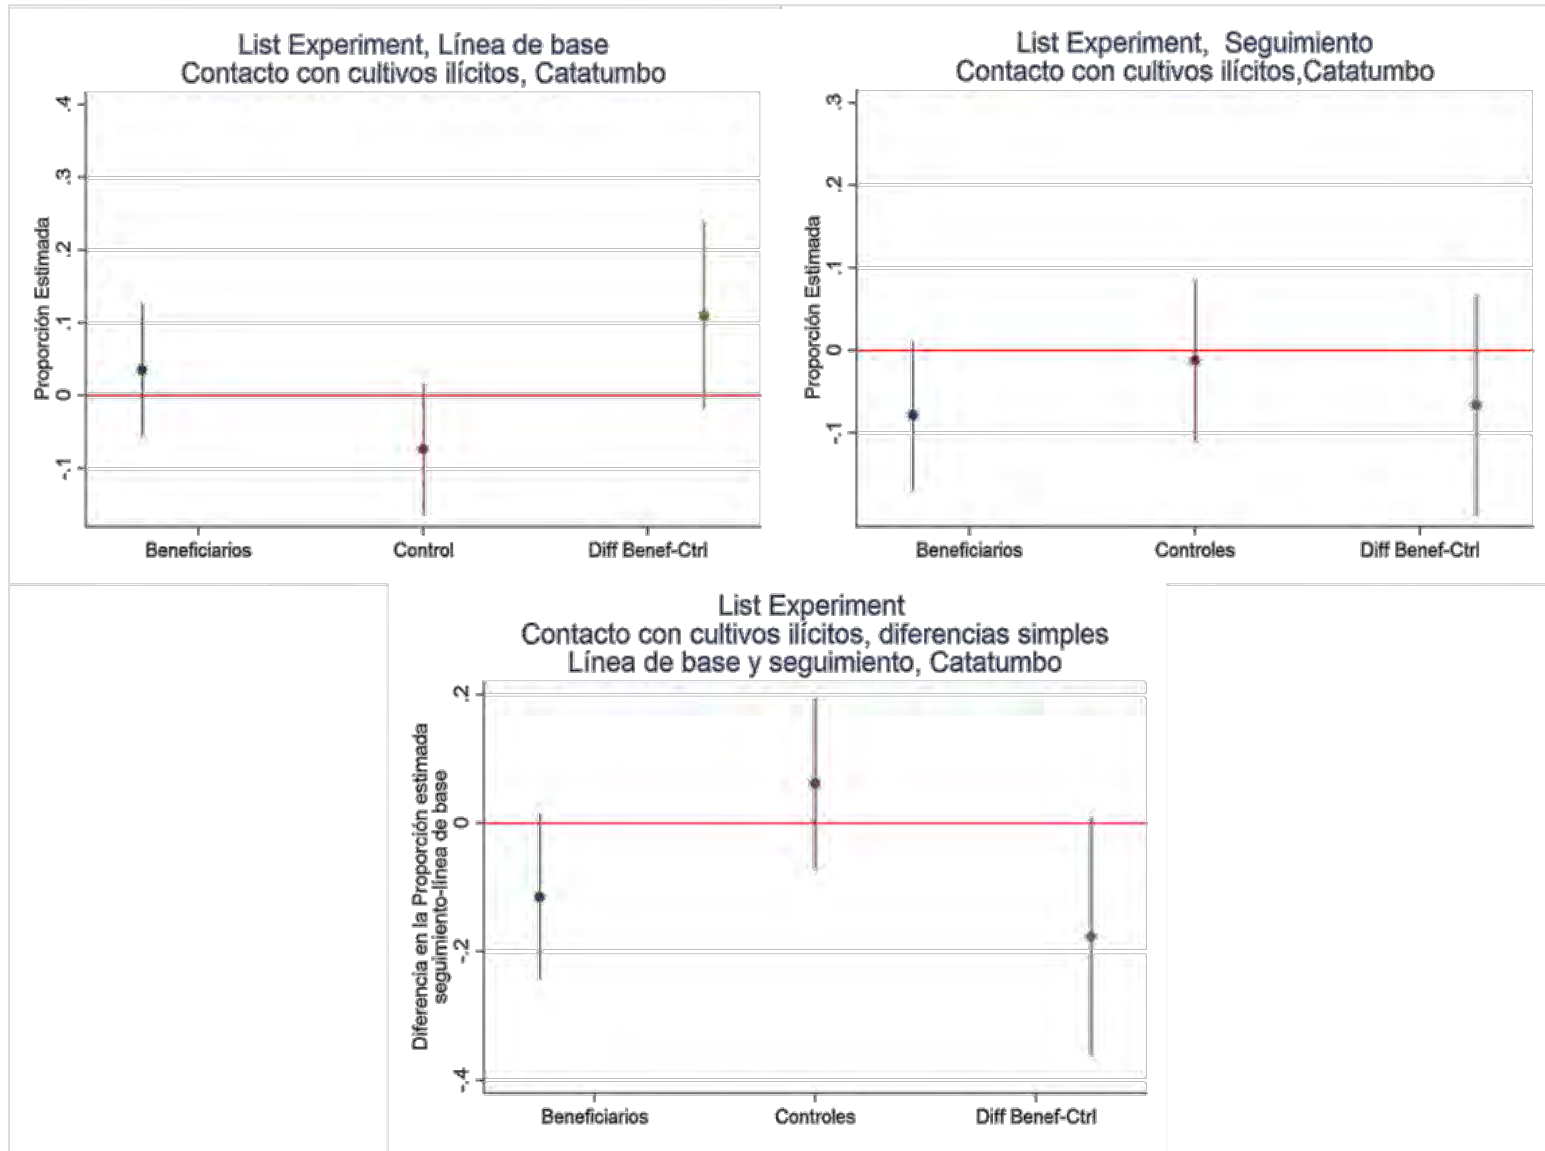 List Experiment, Línea de base
Contacto con cultivos ilícitos, Catatumbo
Proporción Estimada
.4
.3
.2
.1
0
-.1
Beneficiarios
Control
Diff Benef-Ctrl
List Experiment, Seguimiento
Contacto con cultivos ilícitos,Catatumbo
Proporción Estimada
.3
.2
.1
0
-.1
Beneficiarios
Controles
Diff Benef-Ctrl
List Experiment
Contacto con cultivos ilícitos, diferencias simples
Línea de base y seguimiento, Catatumbo
Diferencia en la Proporción estimada
seguimiento-línea de base
.2
0
-.2
-.4
Beneficiarios
Controles
Diff Benef-Ctrl